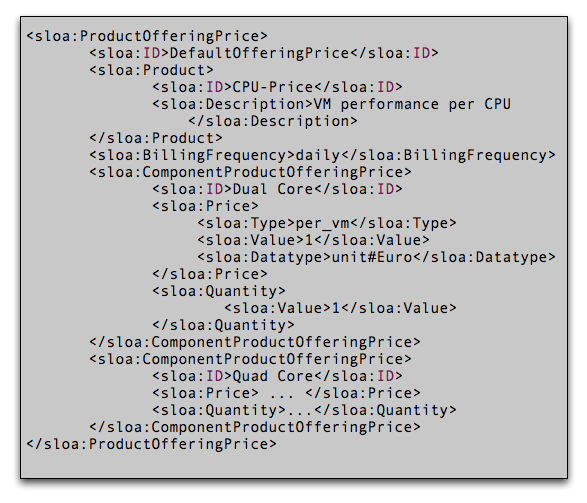 <sloa:ProductOfferingPrice>
<sloa:ID>DefaultOfferingPrice</sloa:ID>
<sloa:Product>
<sloa:ID>CPU-Price</sloa:ID>
<sloa:Description>VM performance per CPU
</sloa:Description>
</sloa:Product>
<sloa:BillingFrequency>daily</sloa:BillingFrequency>
<sloa:ComponentProductOfferingPrice>
<sloa:ID>Dual Core</sloa:ID>
<sloa:Price>
<sloa:Type>per_vm</sloa:Type>
<sloa:Value>1</sloa:Value>
<sloa:Datatype>unit#Euro</sloa:Datatype>
</sloa:Price>
<sloa:Quantity>
<sloa:Value>1</sloa:Value>
</sloa:Quantity>
</sloa:ComponentProductOfferingPrice>
<sloa:ComponentProductOfferingPrice>
<sloa:ID>Quad Core</sloa:ID>
<sloa:Price> ... </sloa:Price>
<sloa:Quantity>...</sloa:Quantity>
</sloa:ComponentProductOfferingPrice>
</sloa:ProductOfferingPrice>